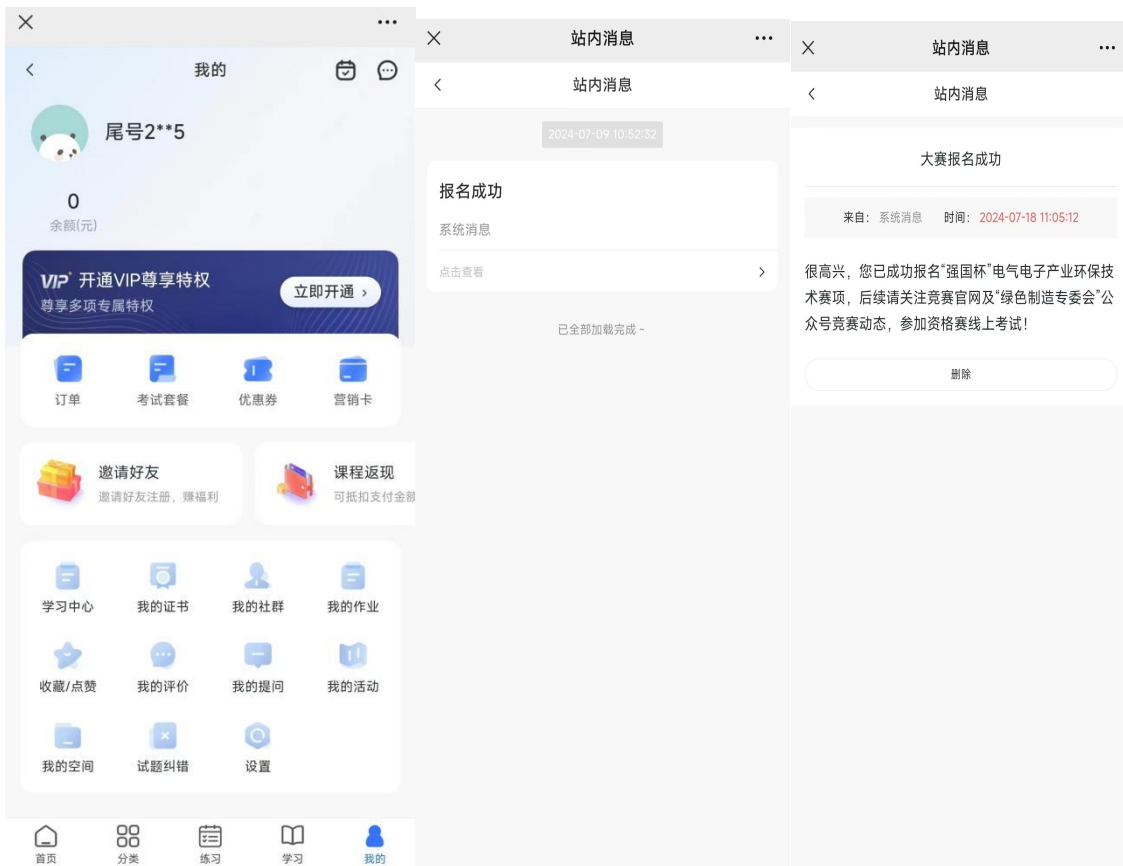 我的
尾号2**5
0
余额(元)
VIP 开通VIP尊享特权
尊享多项专属特权
立即开通 ›
订单
考试套餐
优惠券
营销卡
邀请好友
邀请好友注册，赚福利
课程返现
可抵扣支付金额
学习中心
我的证书
我的社群
我的作业
收藏/点赞
我的评价
我的提问
我的活动
我的空间
试题纠错
设置
首页
分类
练习
学习
我的
站内消息
站内消息
2024-07-09 10:52:32
报名成功
系统消息
点击查看
已全部加载完成 ~
站内消息
站内消息
大赛报名成功
来自： 系统消息 时间： 2024-07-18 11:05:12
很高兴，您已成功报名“强国杯”电气电子产业环保技
术赛项，后续请关注竞赛官网及“绿色制造专委会”公
众号竞赛动态，参加资格赛线上考试！
删除